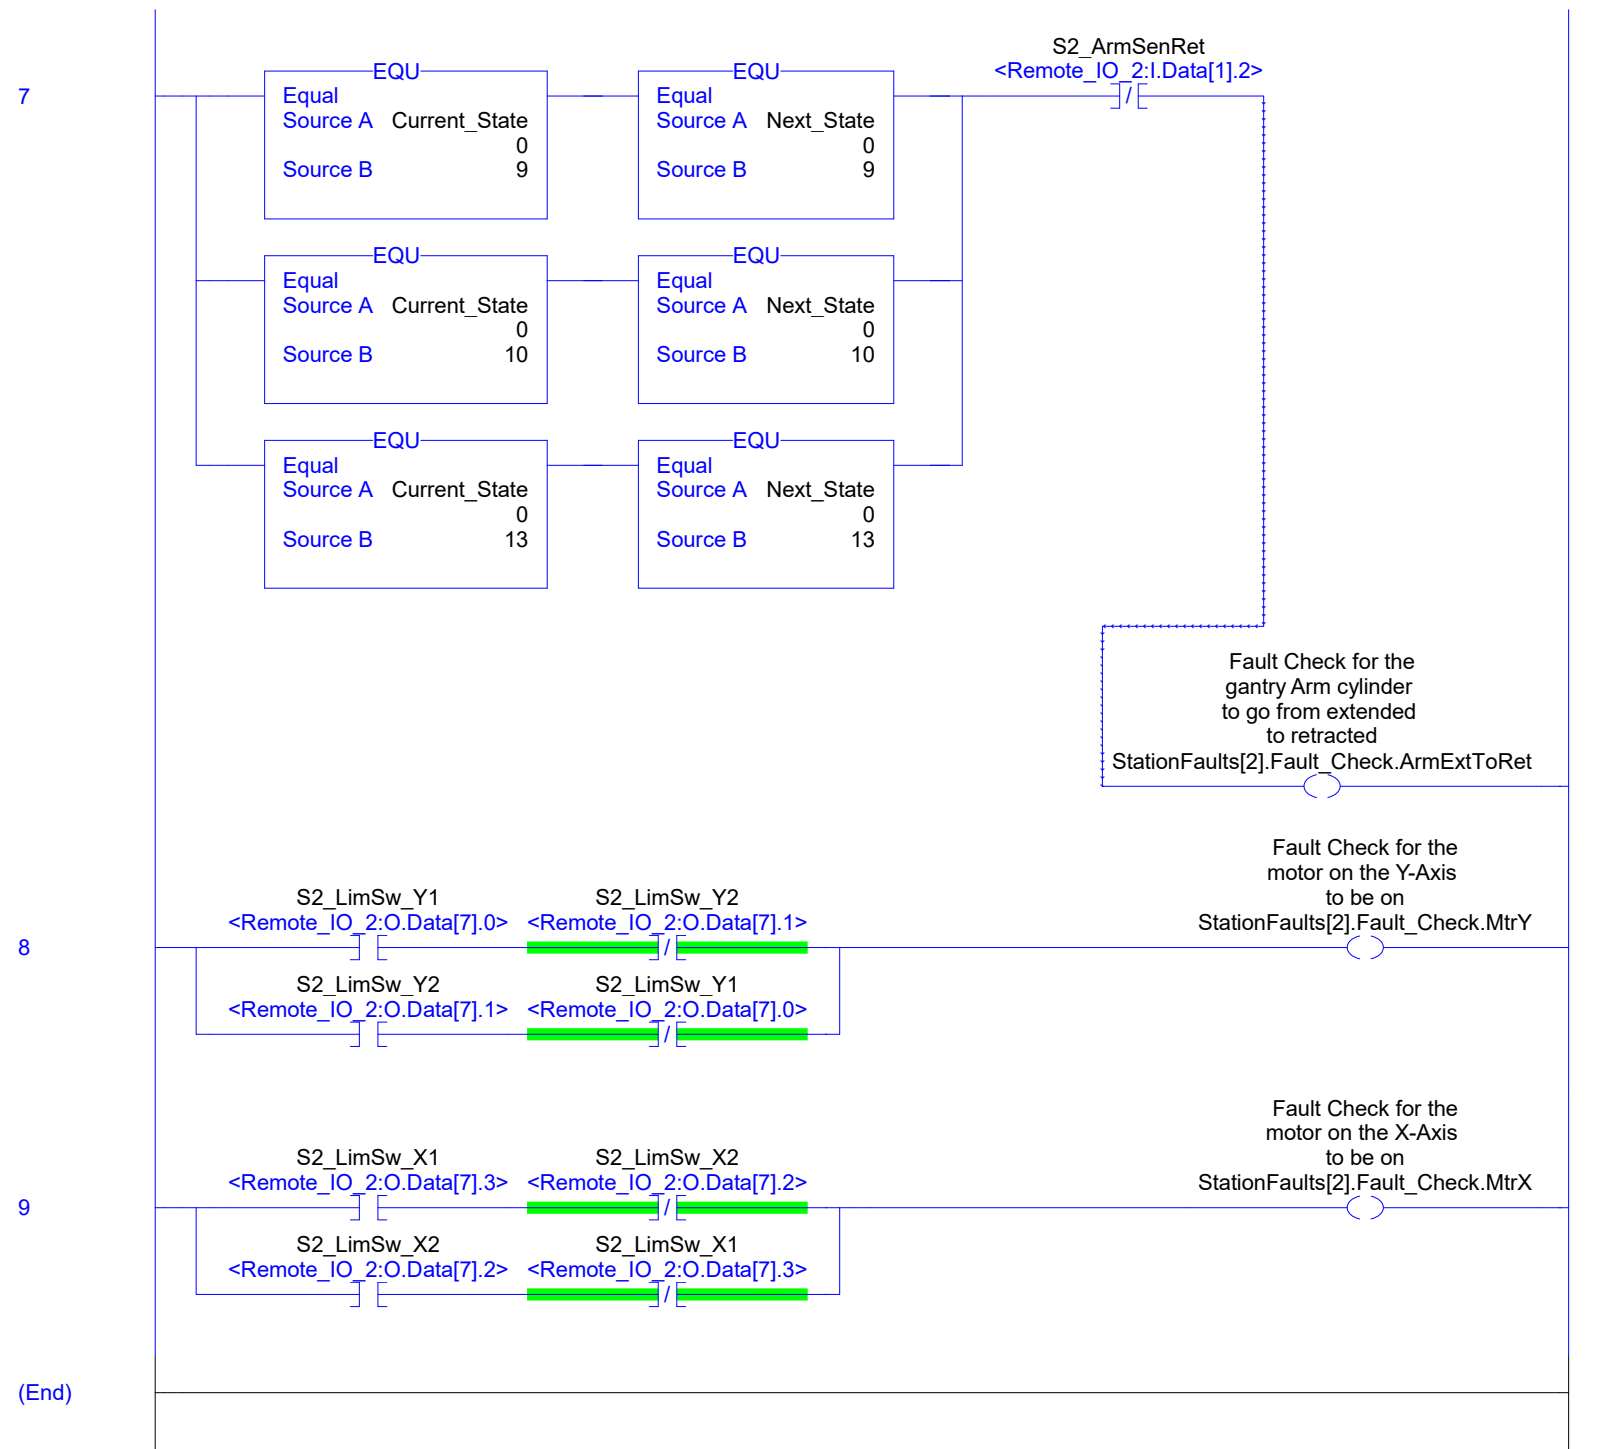 S2_ArmSenRet
<Remote_IO_2:I.Data[1].2>
7
EQU
EQU
Equal
Equal
Source A Current_State
Source A Next_State
0
0
Source B 9
Source B 9
EQU
EQU
Equal
Equal
Source A Current_State
Source A Next_State
0
0
Source B 10
Source B 10
EQU
EQU
Equal
Equal
Source A Current_State
Source A Next_State
0
0
Source B 13
Source B 13
Fault Check for the
gantry Arm cylinder
to go from extended
to retracted
StationFaults[2].Fault_Check.ArmExtToRet
8
S2_LimSw_Y1
<Remote_IO_2:O.Data[7].0>
S2_LimSw_Y2
<Remote_IO_2:O.Data[7].1>
Fault Check for the
motor on the Y-Axis
to be on
StationFaults[2].Fault_Check.MtrY
S2_LimSw_Y2
<Remote_IO_2:O.Data[7].1>
S2_LimSw_Y1
<Remote_IO_2:O.Data[7].0>
9
S2_LimSw_X1
<Remote_IO_2:O.Data[7].3>
S2_LimSw_X2
<Remote_IO_2:O.Data[7].2>
Fault Check for the
motor on the X-Axis
to be on
StationFaults[2].Fault_Check.MtrX
S2_LimSw_X2
<Remote_IO_2:O.Data[7].2>
S2_LimSw_X1
<Remote_IO_2:O.Data[7].3>
(End)